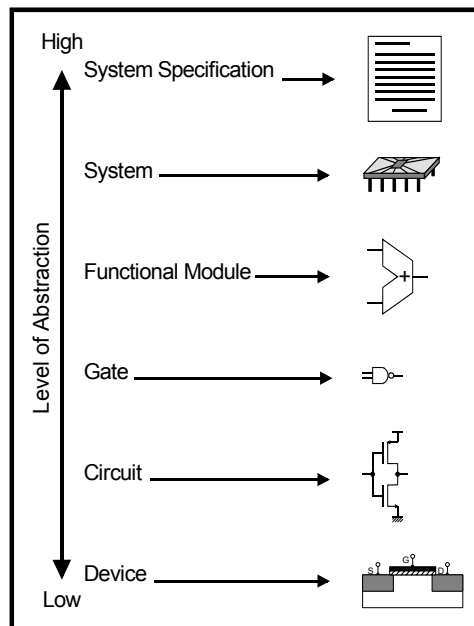 High
System Specification
System
Level of Abstraction
Functional Module
+
Gate
Circuit
Device
S
G
D
Low